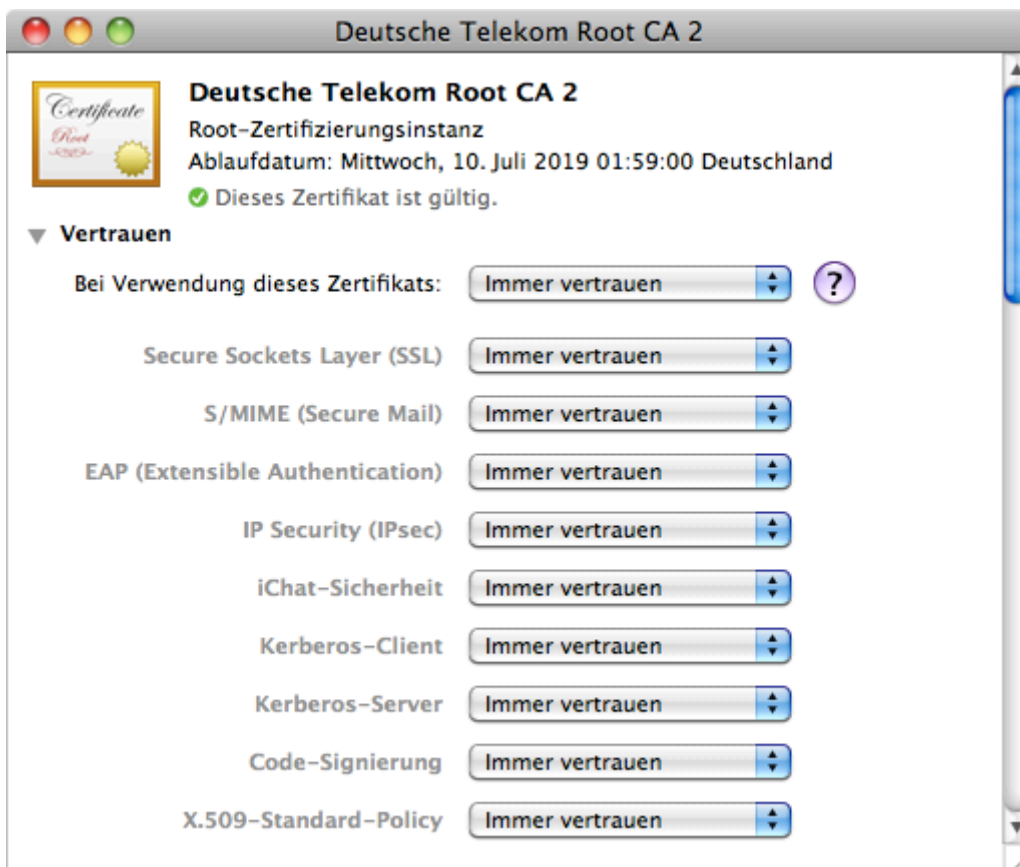 Deutsche Telekom Root CA 2
Certificate
Root
Deutsche Telekom Root CA 2
Root-Zertifizierungsinstanz
Ablaufdatum: Mittwoch, 10. Juli 2019 01:59:00 Deutschland
Dieses Zertifikat ist gültig.
Vertrauen
Bei Verwendung dieses Zertifikats: Immer vertrauen ?
Secure Sockets Layer (SSL) Immer vertrauen
S/MIME (Secure Mail) Immer vertrauen
EAP (Extensible Authentication) Immer vertrauen
IP Security (IPsec) Immer vertrauen
iChat-Sicherheit Immer vertrauen
Kerberos-Client Immer vertrauen
Kerberos-Server Immer vertrauen
Code-Signierung Immer vertrauen
X.509-Standard-Policy Immer vertrauen